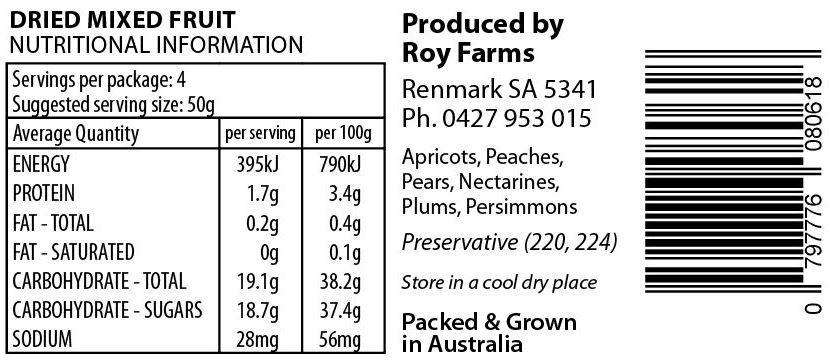 DRIED MIXED FRUIT
NUTRITIONAL INFORMATION
Servings per package: 4
Suggested serving size: 50g
Average Quantity per serving per 100g
ENERGY 395kJ 790kJ
PROTEIN 1.7g 3.4g
FAT - TOTAL 0.2g 0.4g
FAT - SATURATED 0g 0.1g
CARBOHYDRATE - TOTAL 19.1g 38.2g
CARBOHYDRATE - SUGARS 18.7g 37.4g
SODIUM 28mg 56mg
Produced by
Roy Farms
Renmark SA 5341
Ph. 0427 953 015
Apricots, Peaches,
Pears, Nectarines,
Plums, Persimmons
Preservative (220, 224)
Store in a cool dry place
Packed & Grown
in Australia
0 797776 080618